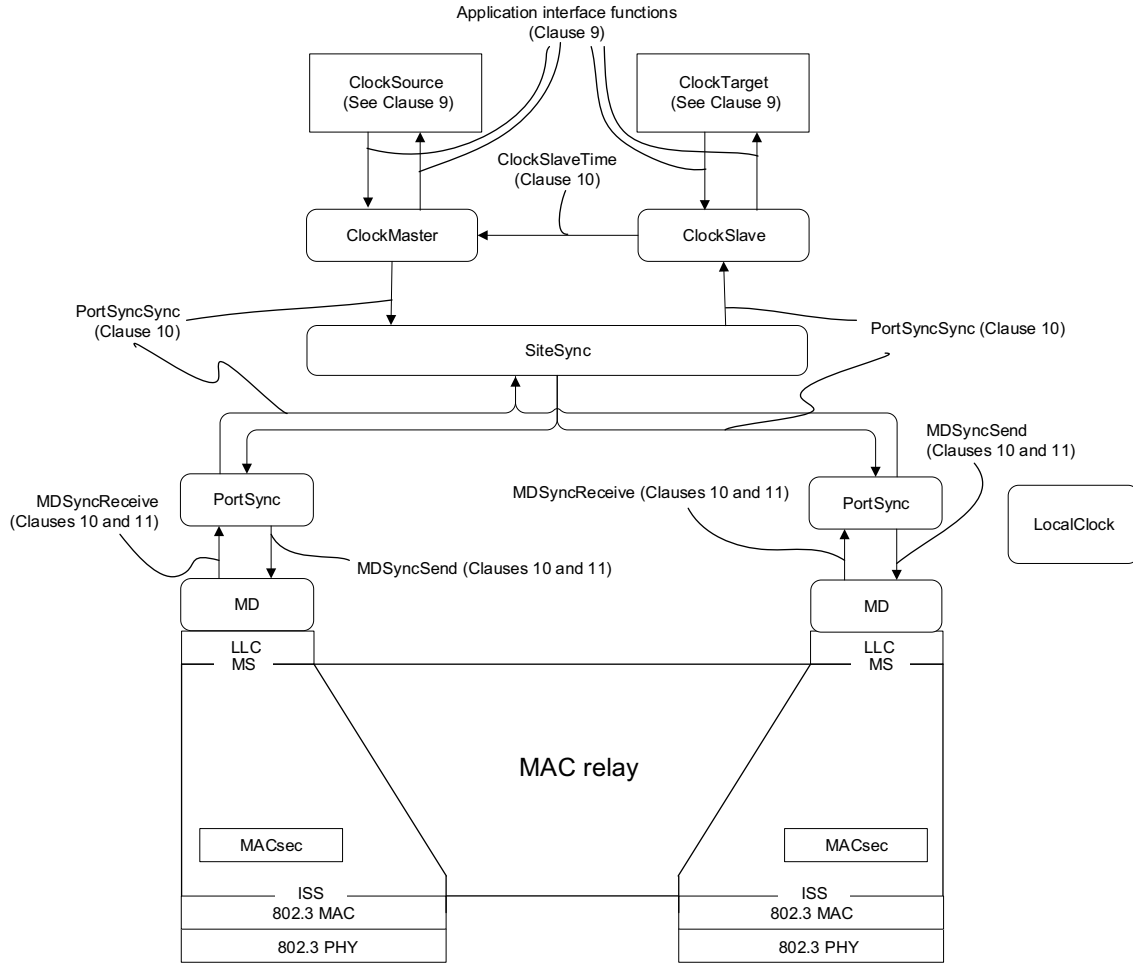 Application interface functions
(Clause 9)
ClockSource
(See Clause 9)
ClockTarget
(See Clause 9)
ClockSlaveTime
(Clause 10)
ClockMaster
ClockSlave
PortSyncSync
(Clause 10)
PortSyncSync (Clause 10)
SiteSync
MDSyncSend
(Clauses 10 and 11)
MDSyncReceive
(Clauses 10 and 11)
PortSync
MDSyncReceive (Clauses 10 and 11)
PortSync
LocalClock
MDSyncSend (Clauses 10 and 11)
MD
MD
LLC
MS
LLC
MS
MAC relay
MACsec
MACsec
ISS
ISS
802.3 MAC
802.3 MAC
802.3 PHY
802.3 PHY